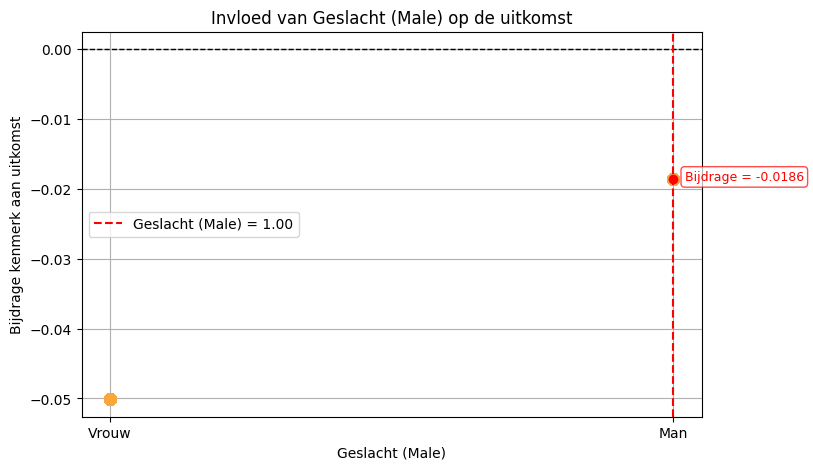 Invloed van Geslacht (Male) op de uitkomst
Bijdrage kenmerk aan uitkomst
0.00
−0.01
−0.02
−0.03
−0.04
−0.05
Bijdrage = -0.0186
Geslacht (Male) = 1.00
Vrouw
Man
Geslacht (Male)